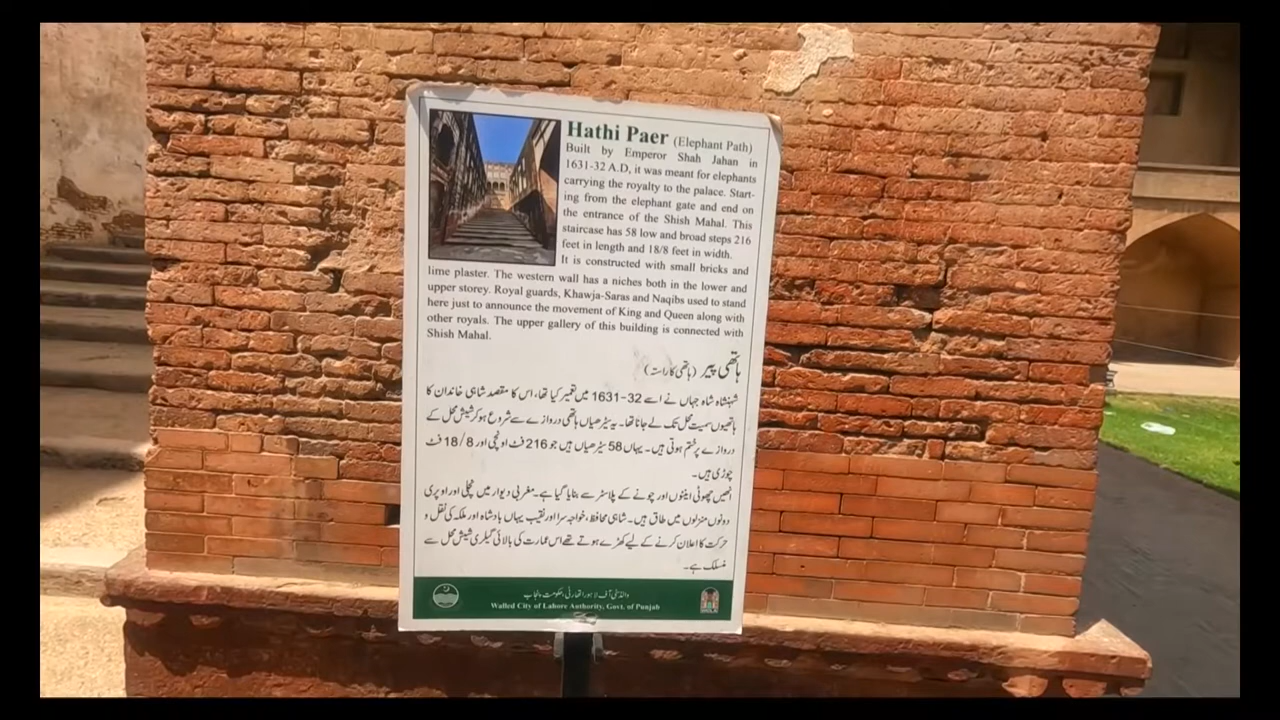 Hathi Paer (Elephant Path)
Built by Emperor Shah Jahan in
1631-32 A.D, it was meant for elephants
carrying the royalty to the palace. Start-
ing from the elephant gate and end on
the entrance of the Shish Mahal. This
staircase has 58 low and broad steps 216
feet in length and 18/8 feet in width.
It is constructed with small bricks and
lime plaster. The western wall has a niches both in the lower and
upper storey. Royal guards, Khawja-Saras and Naqibs used to stand
here just to announce the movement of King and Queen along with
other royals. The upper gallery of this building is connected with
Shish Mahal.
ہاتھی پیر (ہاتھی کا راستہ)
شہنشاہ شاہ جہاں نے اسے 32-1631 میں تعمیر کیا تھا، اس کا مقصد شاہی خاندان کا
ہاتھیوں سمیت محل تک لے جانا تھا۔ یہ سیڑھیاں ہاتھی دروازے سے شروع ہو کر شیش محل کے
دروازے پر ختم ہوتی ہیں۔ یہاں 58 سیڑھیاں ہیں جو 216 فٹ اونچی اور 8/18 فٹ
چوڑی ہیں۔
انھیں چھوٹی اینٹوں اور چونے کے پلاسٹر سے بنایا گیا ہے۔ مغربی دیوار میں نچلی اور اوپری
دونوں منزلوں میں طاق ہیں۔ شاہی محافظ، خواجہ سرا اور نقیب یہاں بادشاہ اور ملکہ کی نقل و
حرکت کا اعلان کرنے کے لیے کھڑے ہوتے تھے اس عمارت کی بالائی گیلری شیش محل سے
منسلک ہے۔
والڈ سٹی آف لاہور اتھارٹی، حکومت پنجاب
Walled City of Lahore Authority, Govt. of Punjab